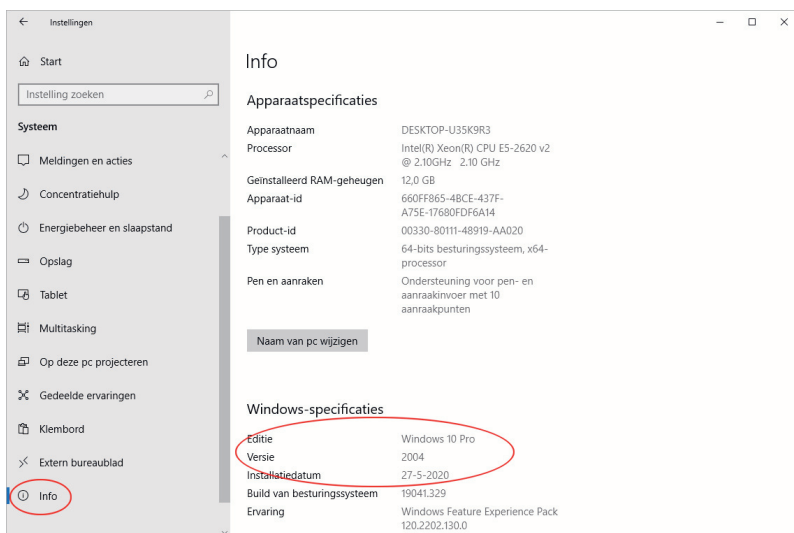 Instellingen
Start
Instelling zoeken
Systeem
Meldingen en acties
Concentratiehulp
Energiebeheer en slaapstand
Opslag
Tablet
Multitasking
Op deze pc projecteren
Gedeelde ervaringen
Klembord
Extern bureaublad
Info
Info
Apparaatspecificaties
Apparaatnaam DESKTOP-U35K9R3
Processor Intel(R) Xeon(R) CPU E5-2620 v2
@ 2.10GHz 2.10 GHz
Geïnstalleerd RAM-geheugen 12,0 GB
Apparaat-id 660FF865-4BCE-437F-
A75E-17680FDF6A14
Product-id 00330-80111-48919-AA020
Type systeem 64-bits besturingssysteem, x64-
processor
Pen en aanraken Ondersteuning voor pen- en
aanraakinvoer met 10
aanraakpunten
Naam van pc wijzigen
Windows-specificaties
Editie Windows 10 Pro
Versie 2004
Installatiedatum 27-5-2020
Build van besturingssysteem 19041.329
Ervaring Windows Feature Experience Pack
120.2202.130.0